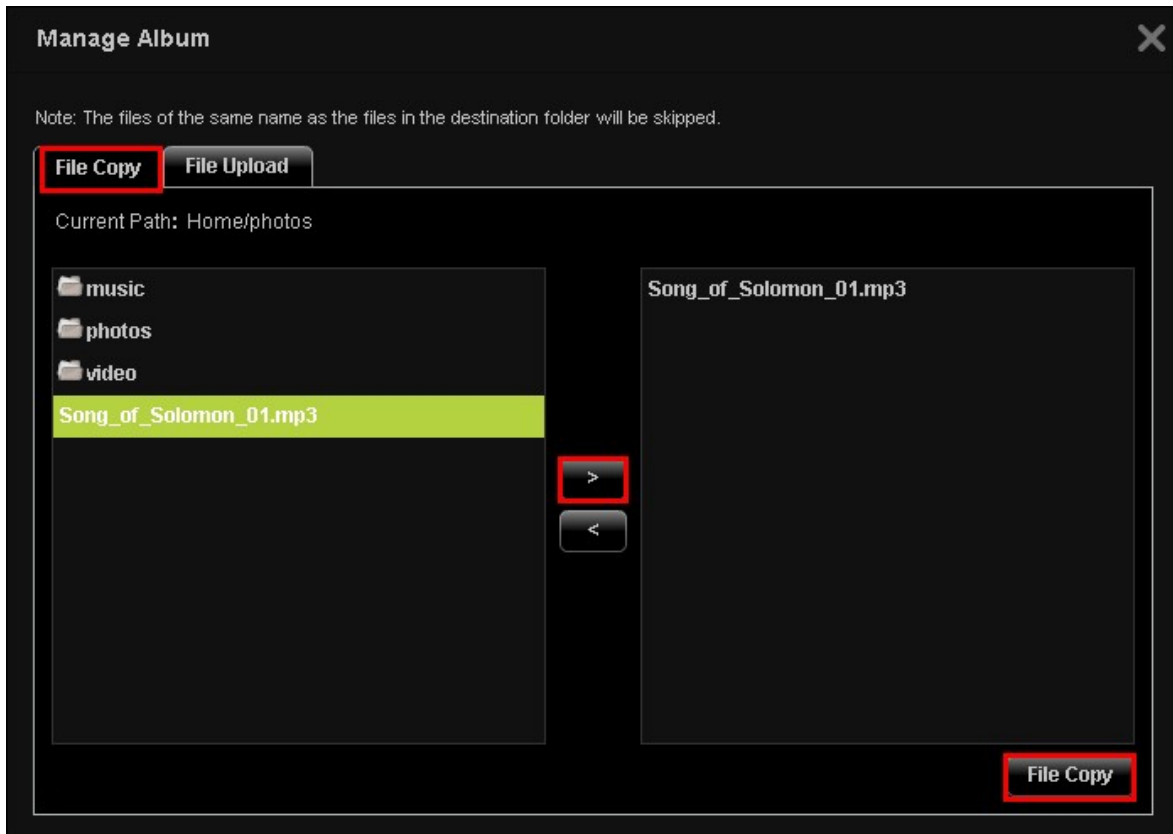 Manage Album
Note: The files of the same name as the files in the destination folder will be skipped.
File Copy
File Upload
Current Path: Home/photos
music
photos
video
Song_of_Solomon_01.mp3
>
<
Song_of_Solomon_01.mp3
File Copy